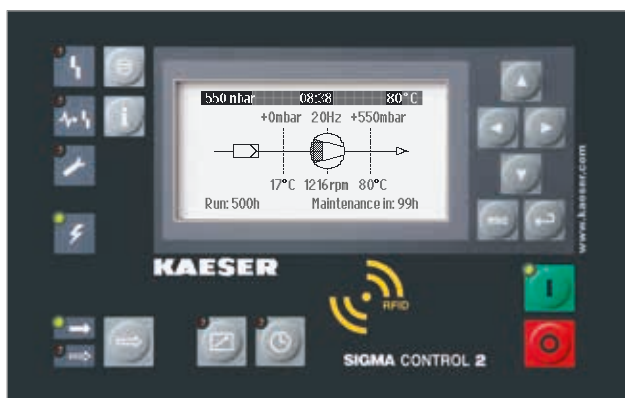 550 mbar 08:38 80°C
+0mbar 20Hz +550mbar
17°C 1216rpm 80°C
Run: 500h Maintenance in: 99h
esc
www.kaeser.com
KAESER
RFID
I
SIGMA CONTROL 2